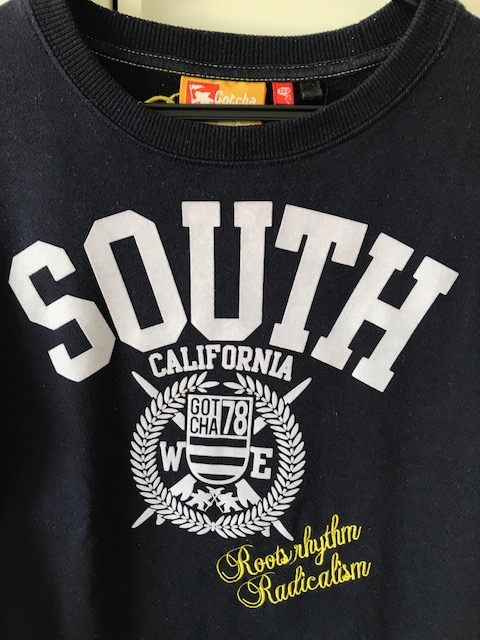 Gotcha
SOUTH
CALIFORNIA
GOT
CHA 78
W E
Roots rhythm
Radicalism